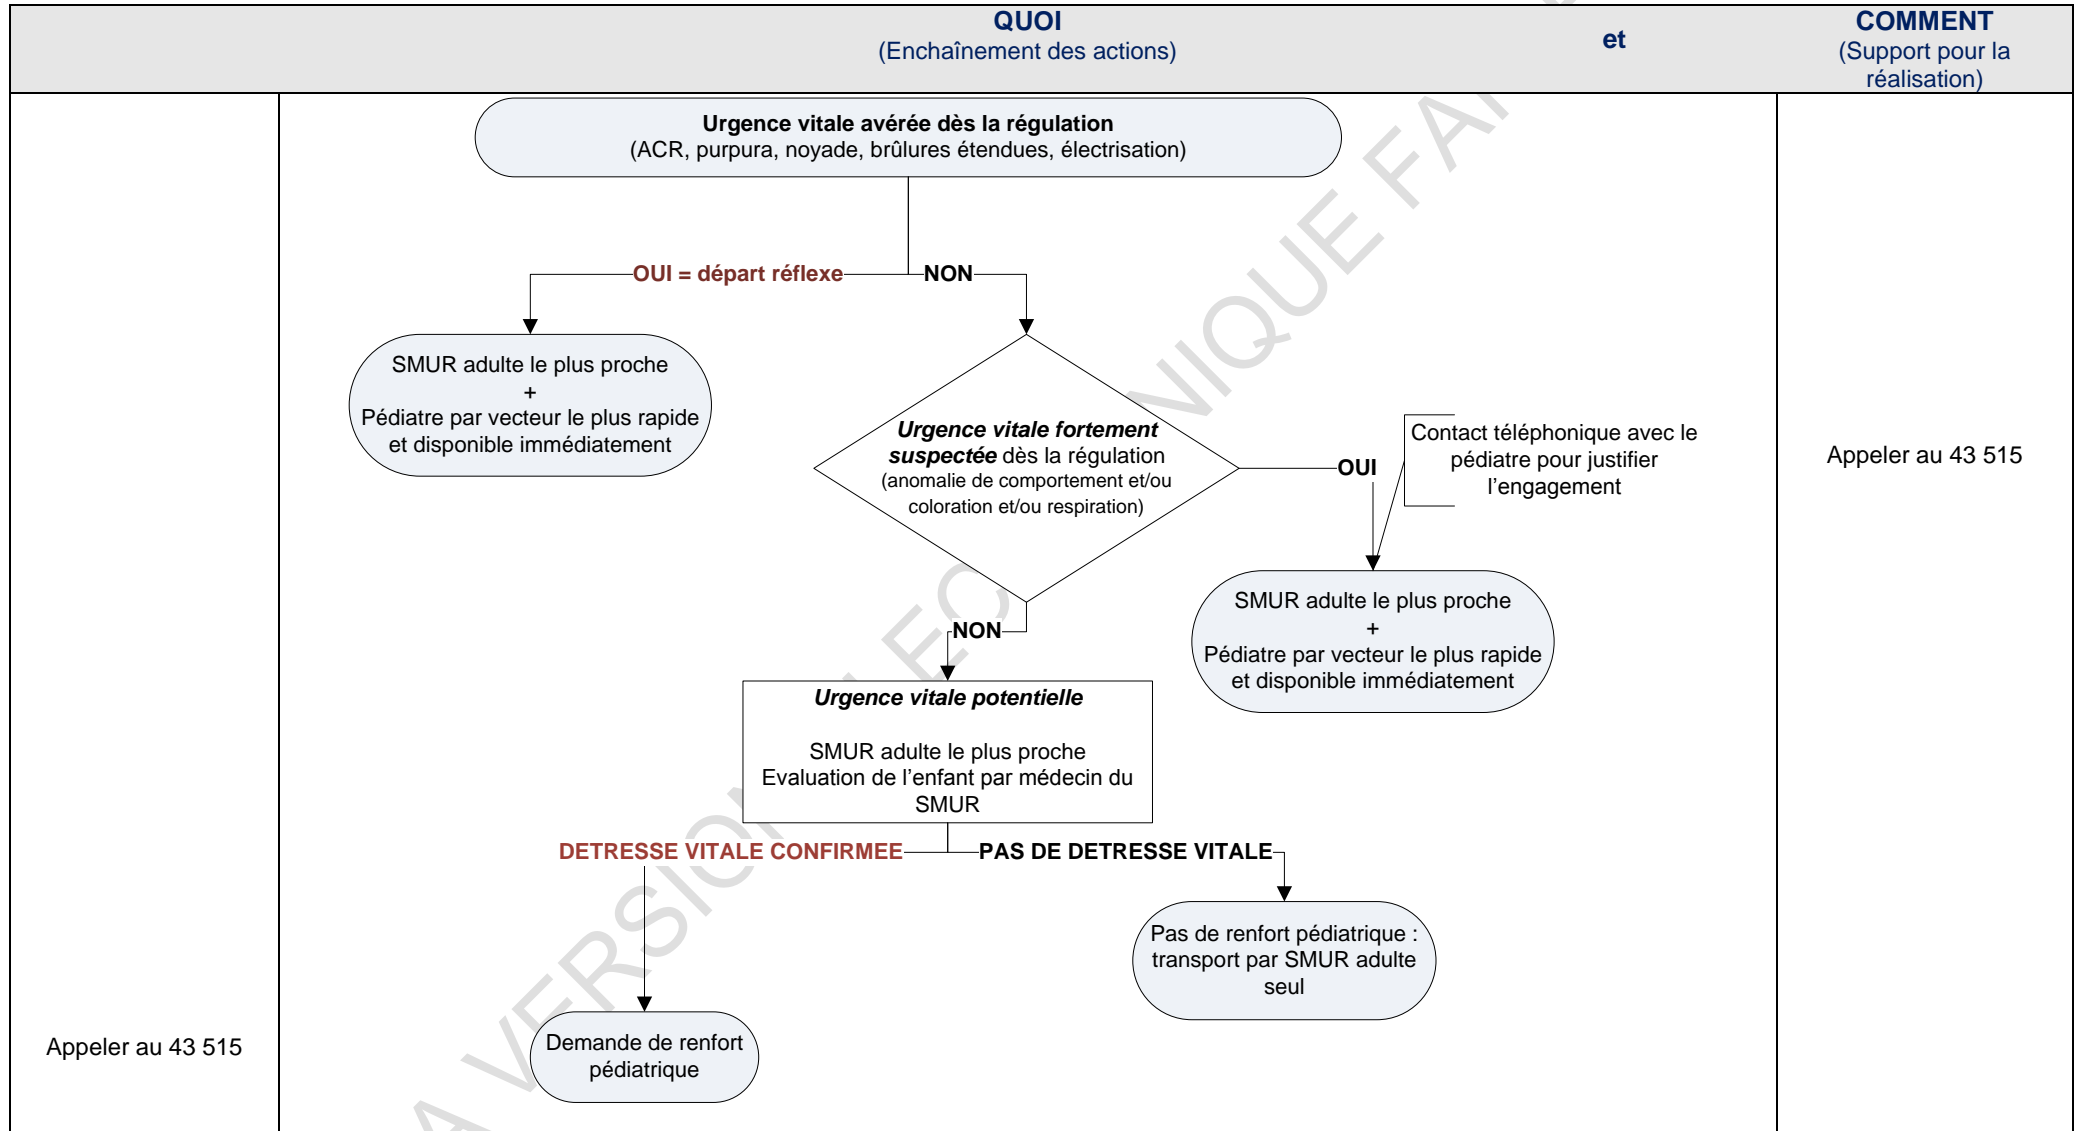 QUOI
(Enchaînement des actions)
et
COMMENT
(Support pour la
réalisation)
Urgence vitale avérée dès la régulation
(ACR, purpura, noyade, brûlures étendues, électrisation)
OUI = départ réflexe
NON
SMUR adulte le plus proche
+
Pédiatre par vecteur le plus rapide
et disponible immédiatement
Urgence vitale fortement
suspectée dès la régulation
(anomalie de comportement et/ou
coloration et/ou respiration)
OUI
Contact téléphonique avec le
pédiatre pour justifier
l'engagement
Appeler au 43 515
SMUR adulte le plus proche
+
Pédiatre par vecteur le plus rapide
et disponible immédiatement
NON
Urgence vitale potentielle
SMUR adulte le plus proche
Evaluation de l'enfant par médecin du
SMUR
DETRESSE VITALE CONFIRMEE
PAS DE DETRESSE VITALE
Pas de renfort pédiatrique :
transport par SMUR adulte
seul
Appeler au 43 515
Demande de renfort
pédiatrique